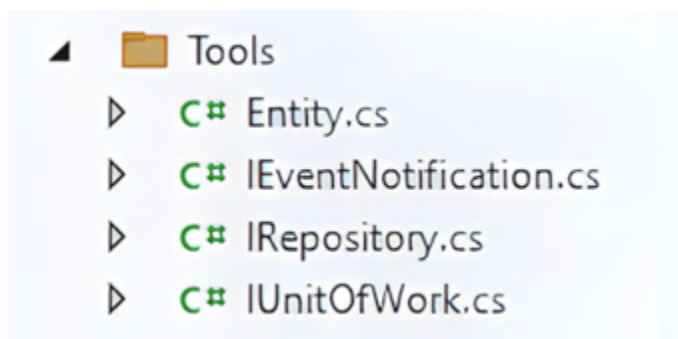 Tools
C# Entity.cs
C# IEventNotification.cs
C# IRepository.cs
C# IUnitOfWork.cs